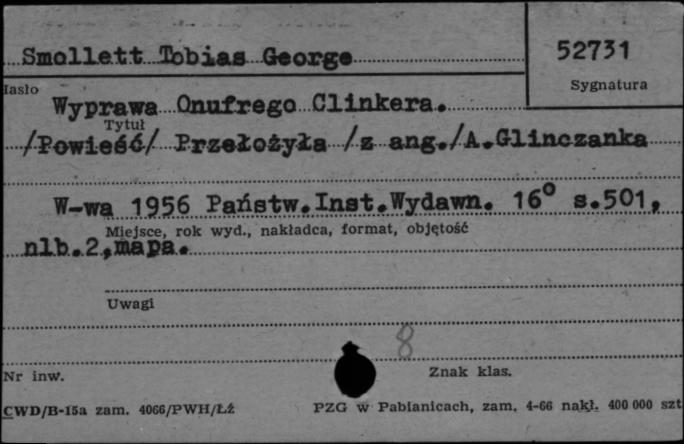 Smollett Tobias George
52731
Hasło
Sygnatura
Wyprawa Onufrego Clinkera.
Tytuł
/Powieść/ Przełożyła /z ang./A.Glinczanka
W-wa 1956 Państw.Inst.Wydawn. 16° s.501,
Miejsce, rok wyd., nakładca, format, objętość
nlb.2,mapa.
Uwagi
8
Nr inw.
Znak klas.
CWD/B-15a zam. 4066/PWH/Łź
PZG w Pabianicach, zam. 4-66 nakł. 400 000 szt